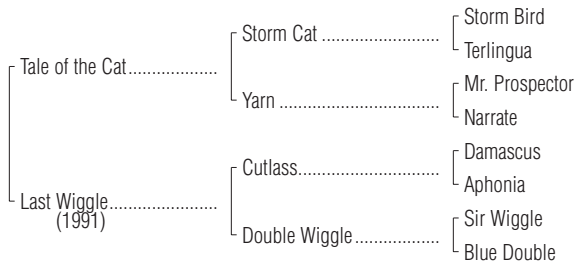 Storm Bird
Storm Cat ........................
Terlingua
Tale of the Cat..................
Mr. Prospector
Yarn ................................
Narrate
Damascus
Cutlass............................
Aphonia
Last Wiggle......................
(1991)
Sir Wiggle
Double Wiggle.................
Blue Double